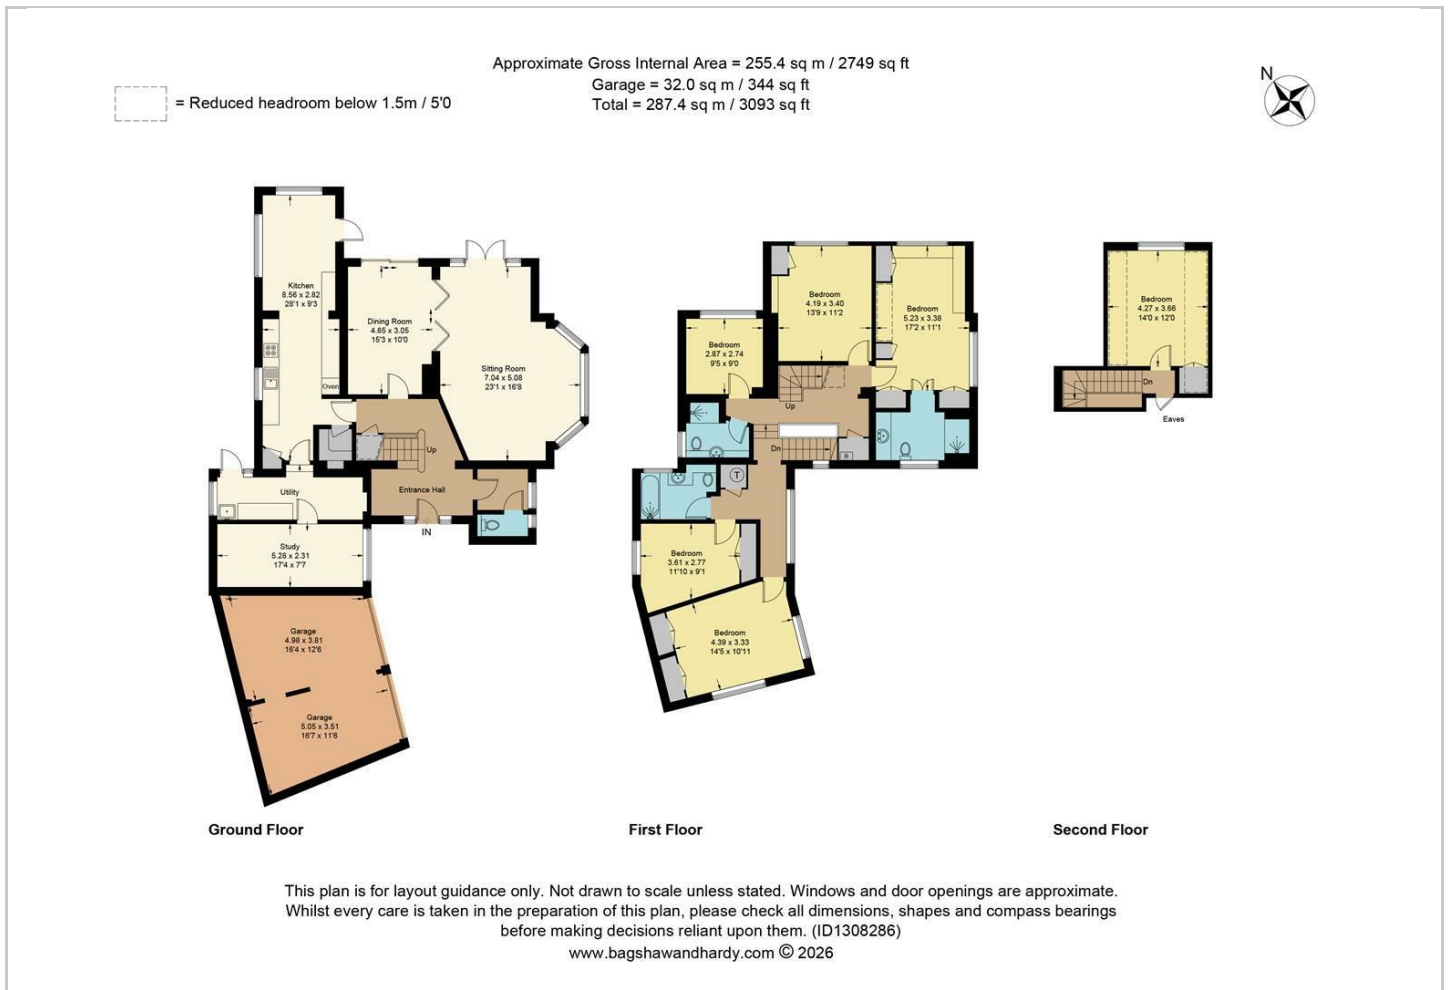 Approximate Gross Internal Area = 255.4 sq m / 2749 sq ft
Garage = 32.0 sq m / 344 sq ft
Total = 287.4 sq m / 3093 sq ft
= Reduced headroom below 1.5m / 5'0
N
Kitchen
8.56 x 2.82
28'1 x 9'3
Dining Room
4.65 x 3.05
15'3 x 10'0
Sitting Room
7.04 x 5.08
23'1 x 16'8
Oven
Up
Entrance Hall
Utility
IN
Study
5.28 x 2.31
17'4 x 7'7
Garage
4.98 x 3.81
16'4 x 12'6
Garage
5.05 x 3.51
16'7 x 11'6
Ground Floor
Bedroom
4.19 x 3.40
13'9 x 11'2
Bedroom
5.23 x 3.38
17'2 x 11'1
Bedroom
2.87 x 2.74
9'5 x 9'0
Up
Dn
T
Bedroom
3.61 x 2.77
11'10 x 9'1
Bedroom
4.39 x 3.33
14'5 x 10'11
First Floor
Bedroom
4.27 x 3.66
14'0 x 12'0
Dn
Eaves
Second Floor
This plan is for layout guidance only. Not drawn to scale unless stated. Windows and door openings are approximate.
Whilst every care is taken in the preparation of this plan, please check all dimensions, shapes and compass bearings
before making decisions reliant upon them. (ID1308286)
www.bagshawandhardy.com © 2026